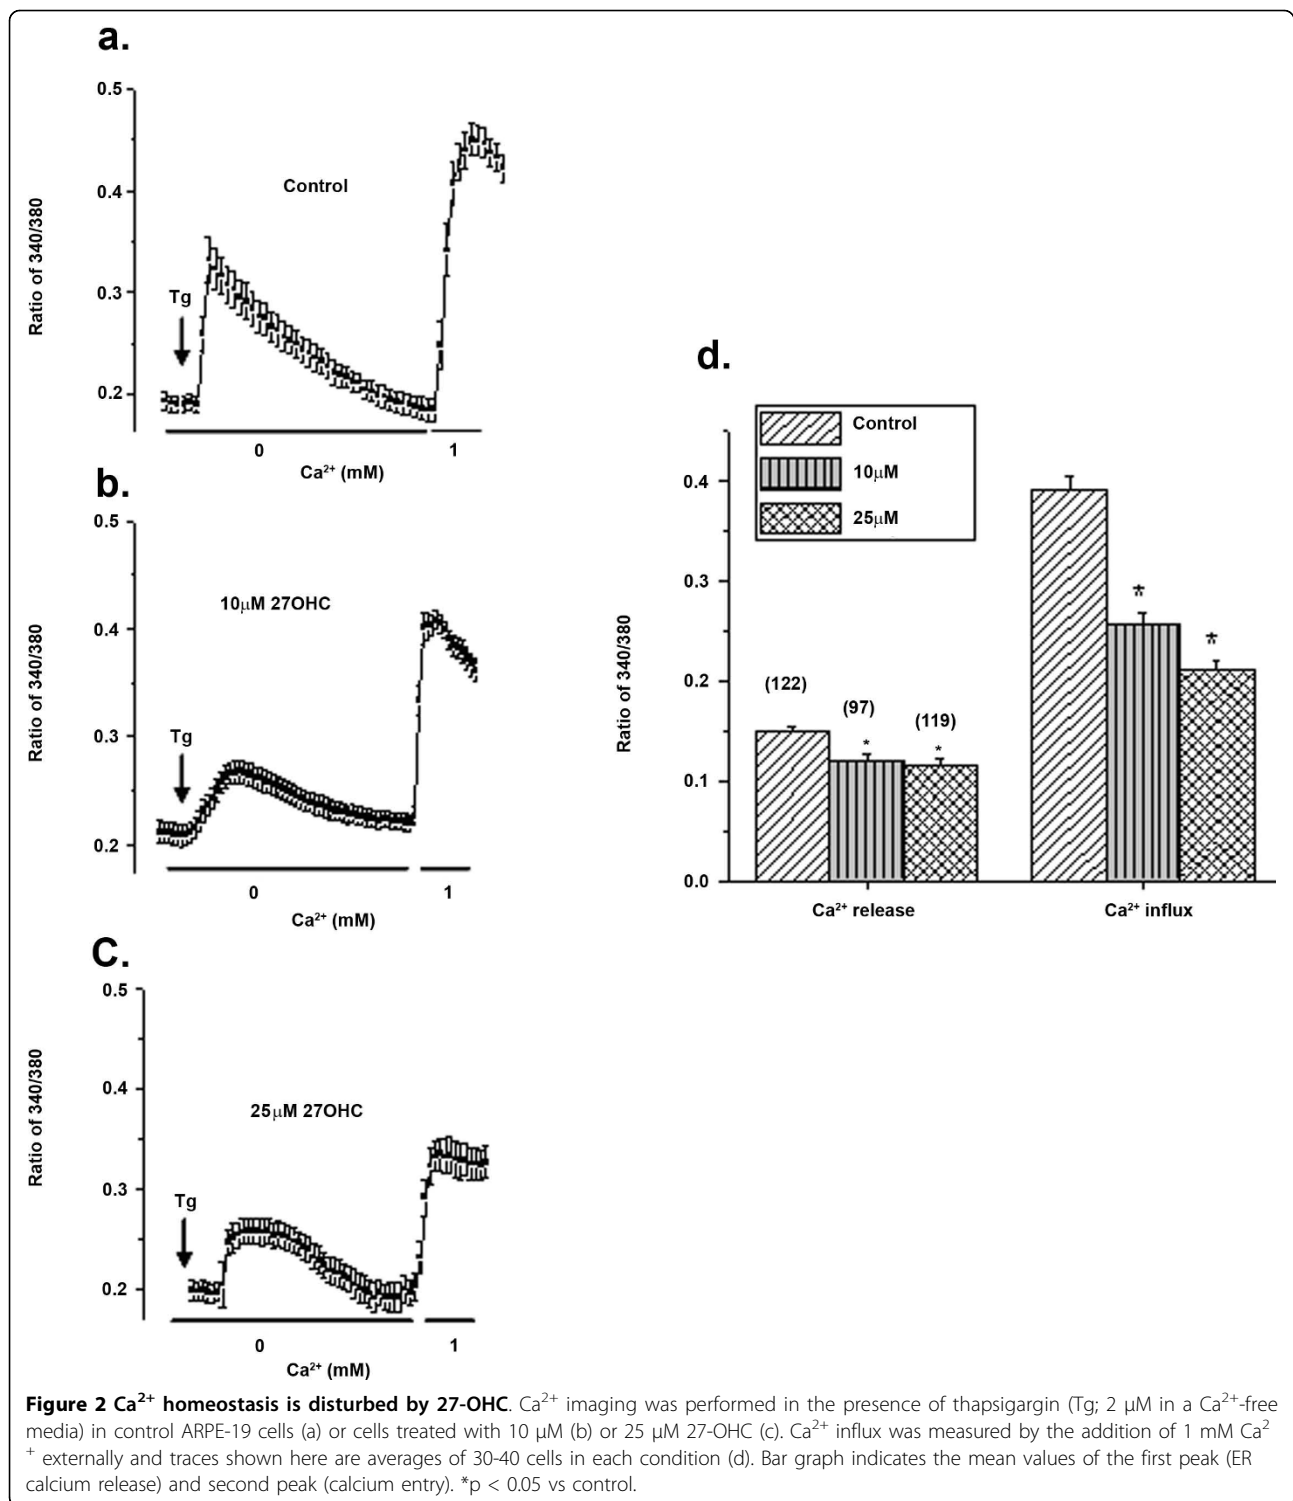 a.
0.5
0.4
0.3
0.2
Ratio of 340/380
Control
Tg
0
1
Ca²⁺ (mM)
b.
0.5
0.4
0.3
0.2
Ratio of 340/380
10μM 27OHC
Tg
0
1
Ca²⁺ (mM)
C.
0.5
0.4
0.3
0.2
Ratio of 340/380
25μM 27OHC
Tg
0
1
Ca²⁺ (mM)
d.
Control
10μM
25μM
0.4
0.3
0.2
0.1
0.0
Ratio of 340/380
(122)
(97)
(119)
*
*
*
*
Ca²⁺ release
Ca²⁺ influx
Figure 2 Ca²⁺ homeostasis is disturbed by 27-OHC. Ca²⁺ imaging was performed in the presence of thapsigargin (Tg; 2 μM in a Ca²⁺-free
media) in control ARPE-19 cells (a) or cells treated with 10 μM (b) or 25 μM 27-OHC (c). Ca²⁺ influx was measured by the addition of 1 mM Ca²
⁺ externally and traces shown here are averages of 30-40 cells in each condition (d). Bar graph indicates the mean values of the first peak (ER
calcium release) and second peak (calcium entry). *p < 0.05 vs control.